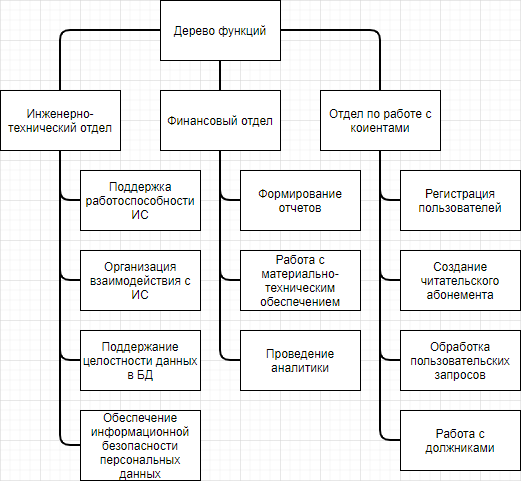 Дерево функций
Инженерно-
технический отдел
Финансовый отдел
Отдел по работе с
коиентами
Поддержка
работоспособности
ИС
Формирование
отчетов
Регистрация
пользователей
Организация
взаимодействия с
ИС
Работа с
материально-
техническим
обеспечением
Создание
читательского
абонемента
Поддержание
целостности данных
в БД
Проведение
аналитики
Обработка
пользовательских
запросов
Обеспечение
информационной
безопасности
персональных
данных
Работа с
должниками